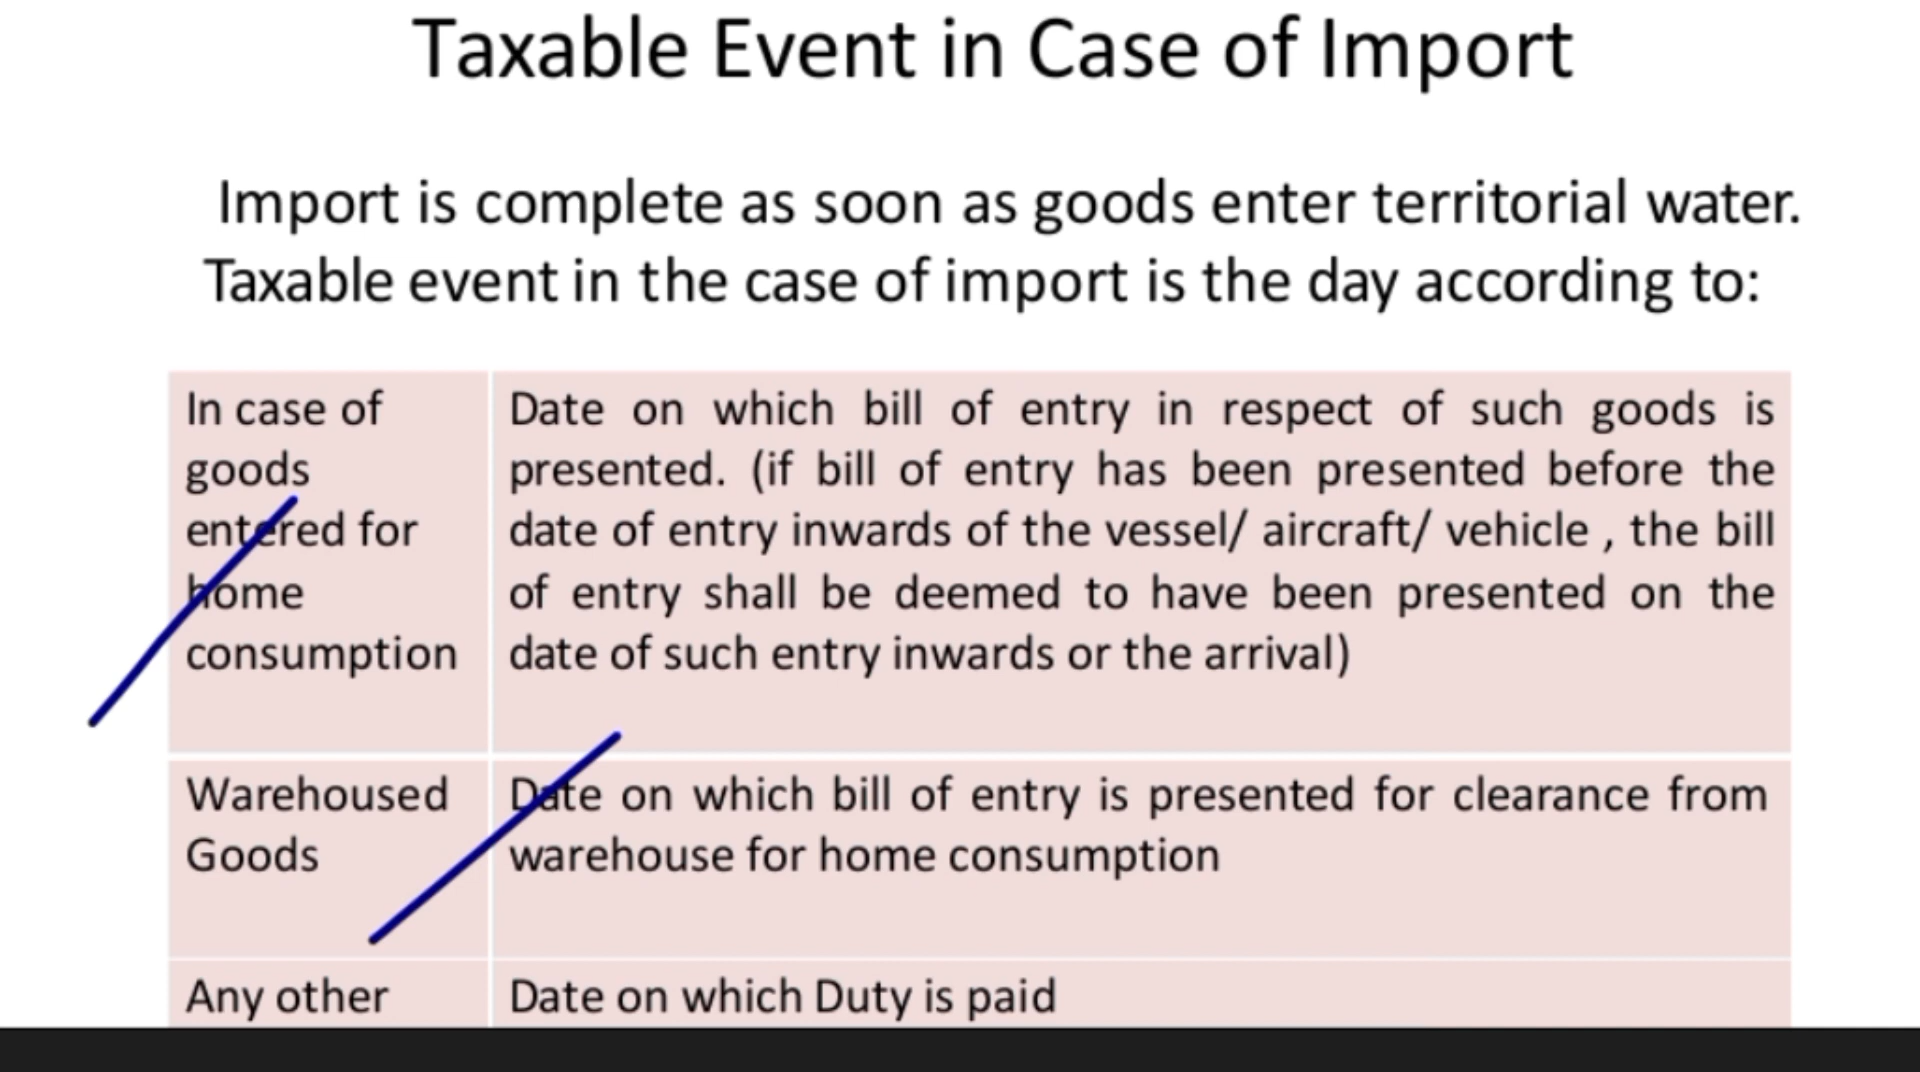 Taxable Event in Case of Import
Import is complete as soon as goods enter territorial water.
Taxable event in the case of import is the day according to:
In case of
goods
entered for
home
consumption
Date on which bill of entry in respect of such goods is
presented. (if bill of entry has been presented before the
date of entry inwards of the vessel/ aircraft/ vehicle , the bill
of entry shall be deemed to have been presented on the
date of such entry inwards or the arrival)
Warehoused
Goods
Date on which bill of entry is presented for clearance from
warehouse for home consumption
Any other
Date on which Duty is paid